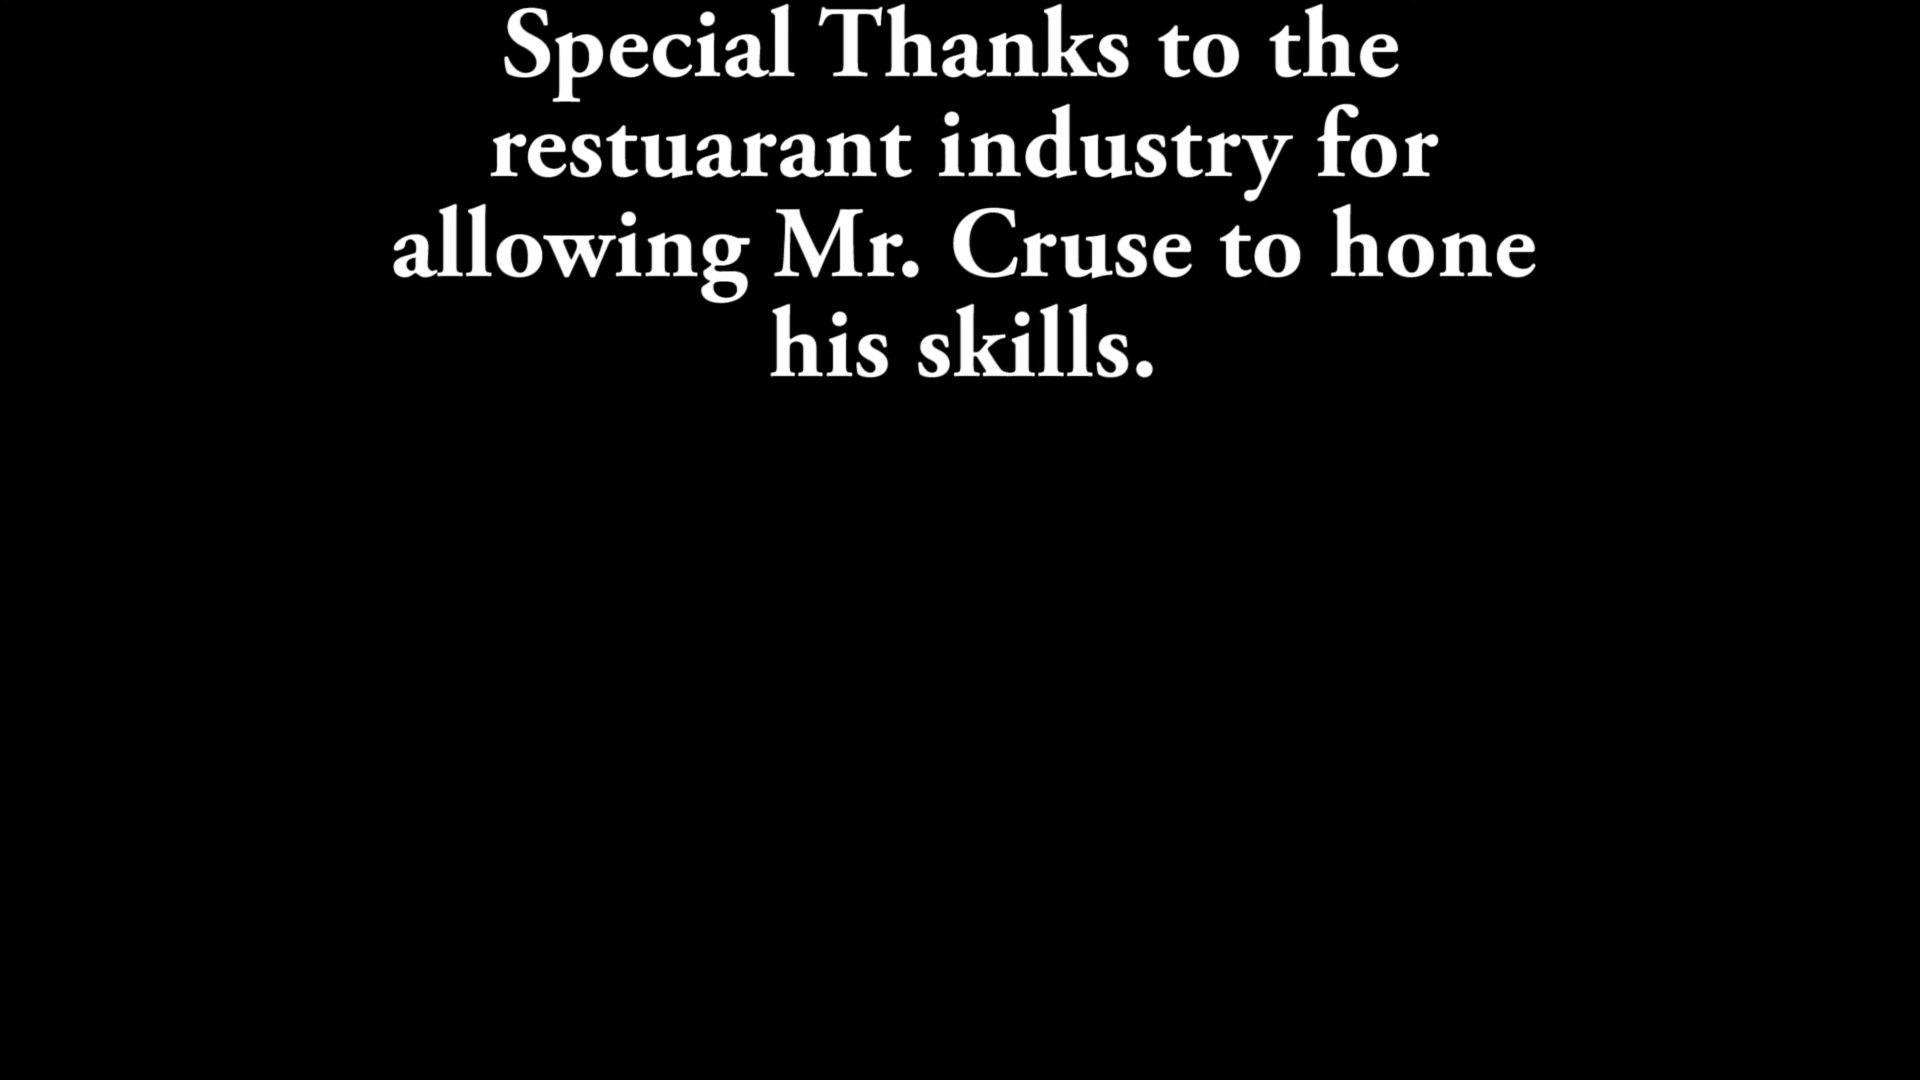 Special Thanks to the
restuarant industry for
allowing Mr. Cruse to hone
his skills.